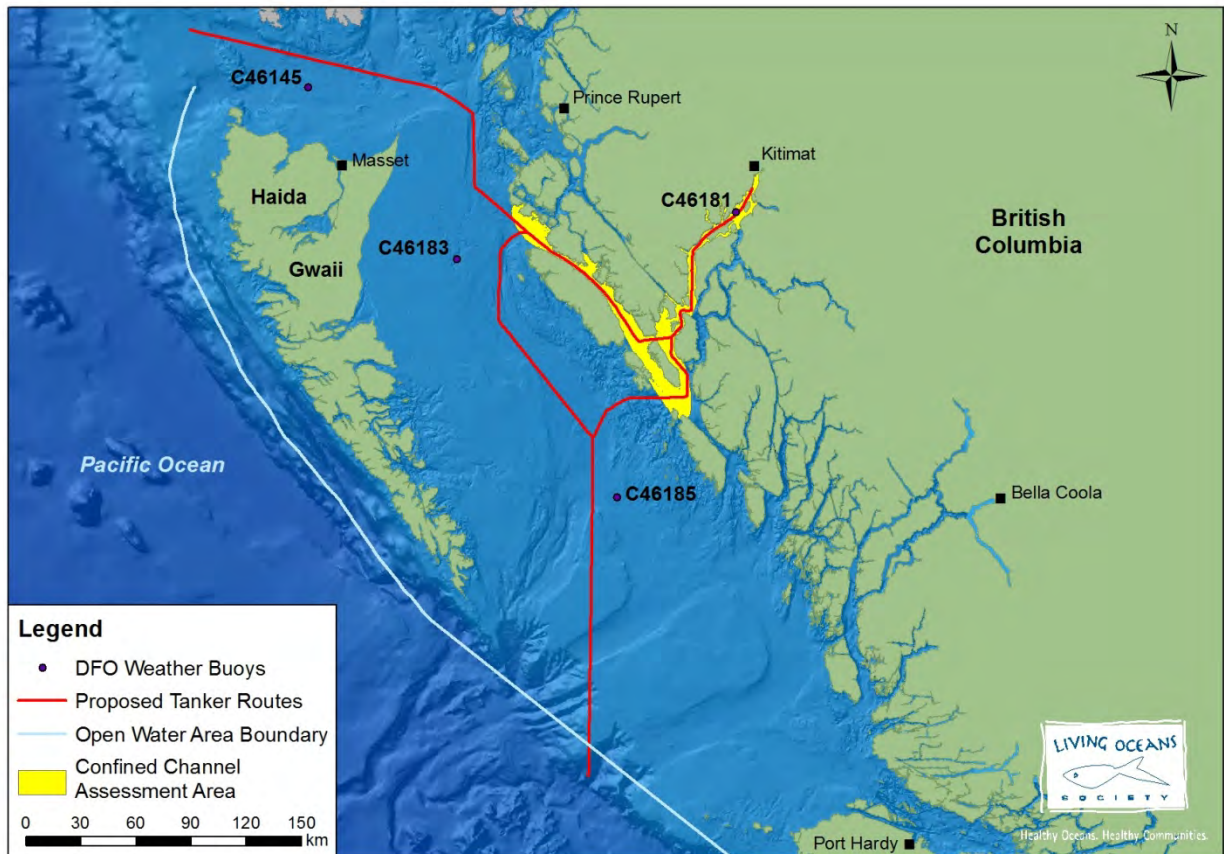 C46145
Prince Rupert
Masset
Kitimat
Haida
C46181
British
Columbia
C46183
Gwaii
Pacific Ocean
C46185
Bella Coola
Legend
DFO Weather Buoys
Proposed Tanker Routes
Open Water Area Boundary
Confined Channel
Assessment Area
0 30 60 90 120 150
km
LIVING OCEANS
SOCIETY
Healthy Oceans. Healthy Communities.
Port Hardy